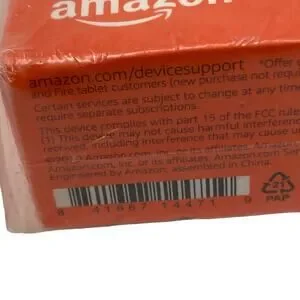 amazon
amazon.com/devicesupport *Offer
and Fire tablet customers (new purchase not requ
Certain services are subject to change at any time
require separate subscriptions.
This device complies with part 15 of the FCC rule
(1) This device may not cause harmful interference
received, including interference that may cause u
Amazon.com, Inc. or its affiliates. Amazon
Amazon.com, Inc. or its affiliates. Amazon.com Ser
Engineered by Amazon, assembled in China.
8 41667 14471 9
21
PAP